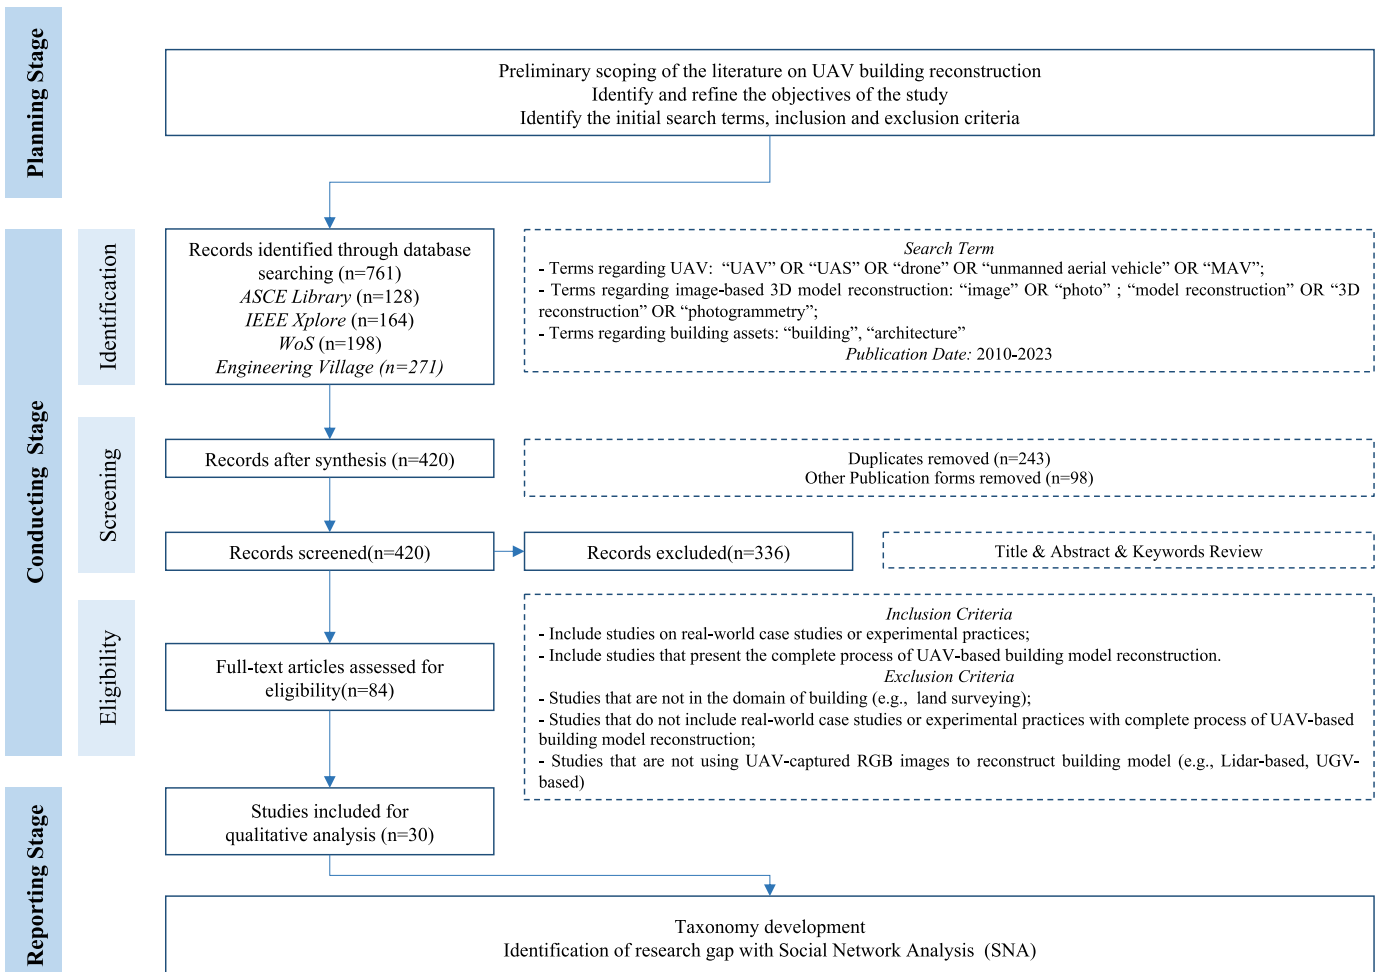 Planning Stage
Preliminary scoping of the literature on UAV building reconstruction
Identify and refine the objectives of the study
Identify the initial search terms, inclusion and exclusion criteria
Conducting Stage
Identification
Records identified through database
searching (n=761)
ASCE Library (n=128)
IEEE Xplore (n=164)
WoS (n=198)
Engineering Village (n=271)
Search Term
- Terms regarding UAV: “UAV” OR “UAS” OR “drone” OR “unmanned aerial vehicle” OR “MAV”;
- Terms regarding image-based 3D model reconstruction: “image” OR “photo” ; “model reconstruction” OR “3D
reconstruction” OR “photogrammetry”;
- Terms regarding building assets: “building”, “architecture”
Publication Date: 2010-2023
Screening
Records after synthesis (n=420)
Duplicates removed (n=243)
Other Publication forms removed (n=98)
Records screened(n=420)
Records excluded(n=336)
Title & Abstract & Keywords Review
Eligibility
Full-text articles assessed for
eligibility(n=84)
Inclusion Criteria
- Include studies on real-world case studies or experimental practices;
- Include studies that present the complete process of UAV-based building model reconstruction.
Exclusion Criteria
- Studies that are not in the domain of building (e.g., land surveying);
- Studies that do not include real-world case studies or experimental practices with complete process of UAV-based
building model reconstruction;
- Studies that are not using UAV-captured RGB images to reconstruct building model (e.g., Lidar-based, UGV-
based)
Reporting Stage
Studies included for
qualitative analysis (n=30)
Taxonomy development
Identification of research gap with Social Network Analysis (SNA)